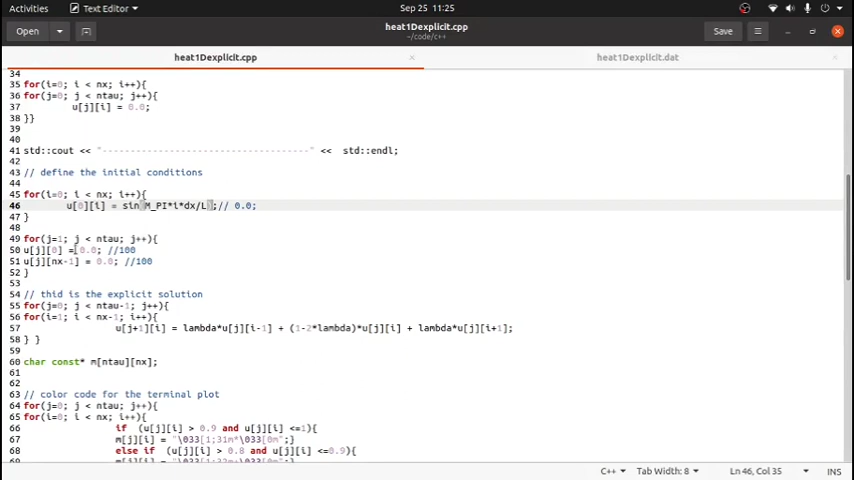 Activities
Text Editor
Sep 25 11:25
Open
heat1Dexplicit.cpp
~/code/c++
Save
heat1Dexplicit.cpp
heat1Dexplicit.dat
34
35 for(i=0; i < nx; i++){
36 for(j=0; j < ntau; j++){
37 u[j][i] = 0.0;
38 }}
39
40
41 std::cout << "-----------------------------------" << std::endl;
42
43 // define the initial conditions
44
45 for(i=0; i < nx; i++){
46 u[0][i] = sin(M_PI*i*dx/L);// 0.0;
47 }
48
49 for(j=1; j < ntau; j++){
50 u[j][0] = 0.0; //100
51 u[j][nx-1] = 0.0; //100
52 }
53
54 // thid is the explicit solution
55 for(j=0; j < ntau-1; j++){
56 for(i=1; i < nx-1; i++){
57 u[j+1][i] = lambda*u[j][i-1] + (1-2*lambda)*u[j][i] + lambda*u[j][i+1];
58 } }
59
60 char const* m[ntau][nx];
61
62
63 // color code for the terminal plot
64 for(j=0; j < ntau; j++){
65 for(i=0; i < nx; i++){
66 if (u[j][i] > 0.9 and u[j][i] <=1){
67 m[j][i] = "\033[1;31m*\033[0m";}
68 else if (u[j][i] > 0.8 and u[j][i] <=0.9){
69 m[j][i] = "\033[1;32m*\033[0m";}
C++
Tab Width: 8
Ln 46, Col 35
INS